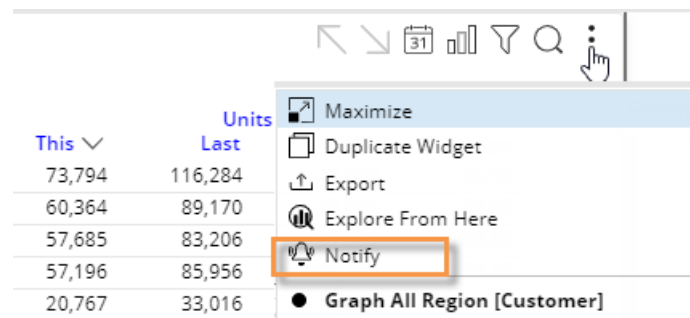 31
Units
This Last
73,794 116,284
60,364 89,170
57,685 83,206
57,196 85,956
20,767 33,016
Maximize
Duplicate Widget
Export
Explore From Here
Notify
Graph All Region [Customer]